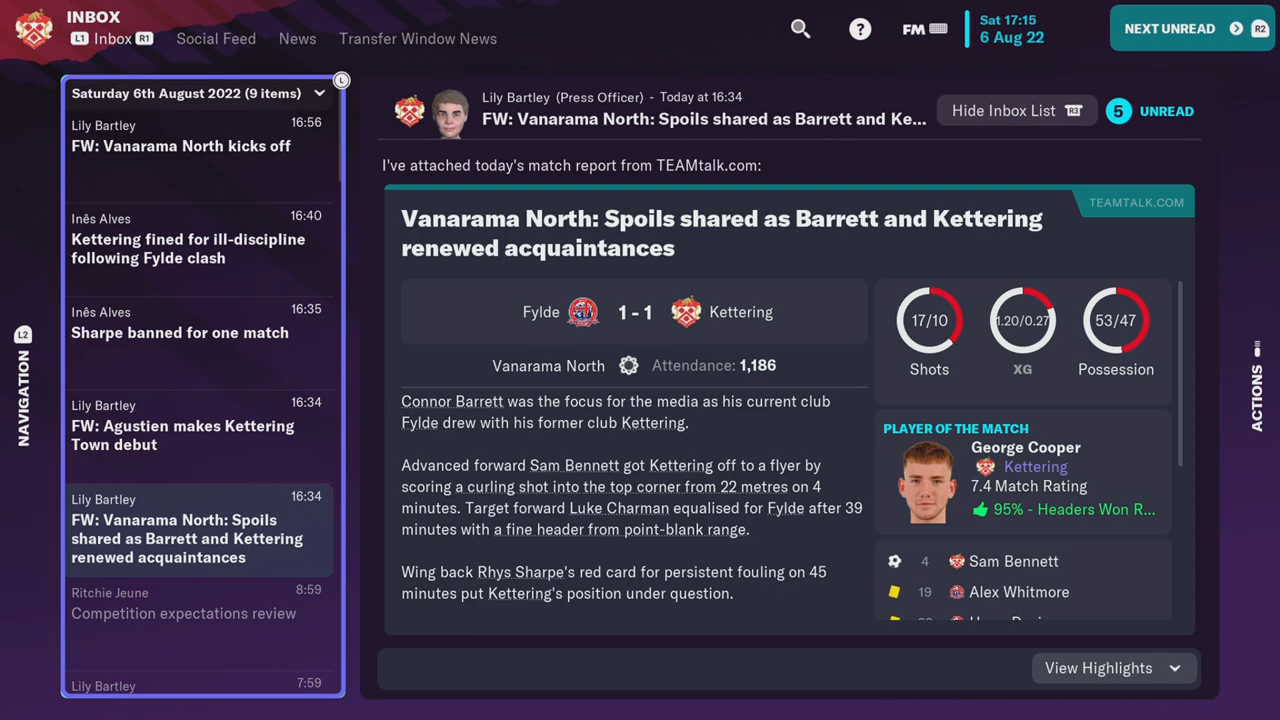 INBOX
L1 Inbox R1
Social Feed
News
Transfer Window News
?
FM
Sat 17:15
6 Aug 22
NEXT UNREAD
R2
L
Saturday 6th August 2022 (9 items)
Lily Bartley 16:56
FW: Vanarama North kicks off
Inês Alves 16:40
Kettering fined for ill-discipline
following Fylde clash
Inês Alves 16:35
Sharpe banned for one match
Lily Bartley 16:34
FW: Agustien makes Kettering
Town debut
Lily Bartley 16:34
FW: Vanarama North: Spoils
shared as Barrett and Kettering
renewed acquaintances
Ritchie Jeune 8:59
Competition expectations review
Lily Bartley 7:59
L2
NAVIGATION
Lily Bartley (Press Officer) - Today at 16:34
FW: Vanarama North: Spoils shared as Barrett and Ke...
Hide Inbox List R3
5 UNREAD
I've attached today's match report from TEAMtalk.com:
TEAMTALK.COM
Vanarama North: Spoils shared as Barrett and Kettering
renewed acquaintances
Fylde 1 - 1 Kettering
Vanarama North Attendance: 1,186
Connor Barrett was the focus for the media as his current club
Fylde drew with his former club Kettering.
Advanced forward Sam Bennett got Kettering off to a flyer by
scoring a curling shot into the top corner from 22 metres on 4
minutes. Target forward Luke Charman equalised for Fylde after 39
minutes with a fine header from point-blank range.
Wing back Rhys Sharpe's red card for persistent fouling on 45
minutes put Kettering's position under question.
17/10
Shots
1.20/0.27
XG
53/47
Possession
PLAYER OF THE MATCH
George Cooper
Kettering
7.4 Match Rating
95% - Headers Won R...
4 Sam Bennett
19 Alex Whitmore
View Highlights
ACTIONS